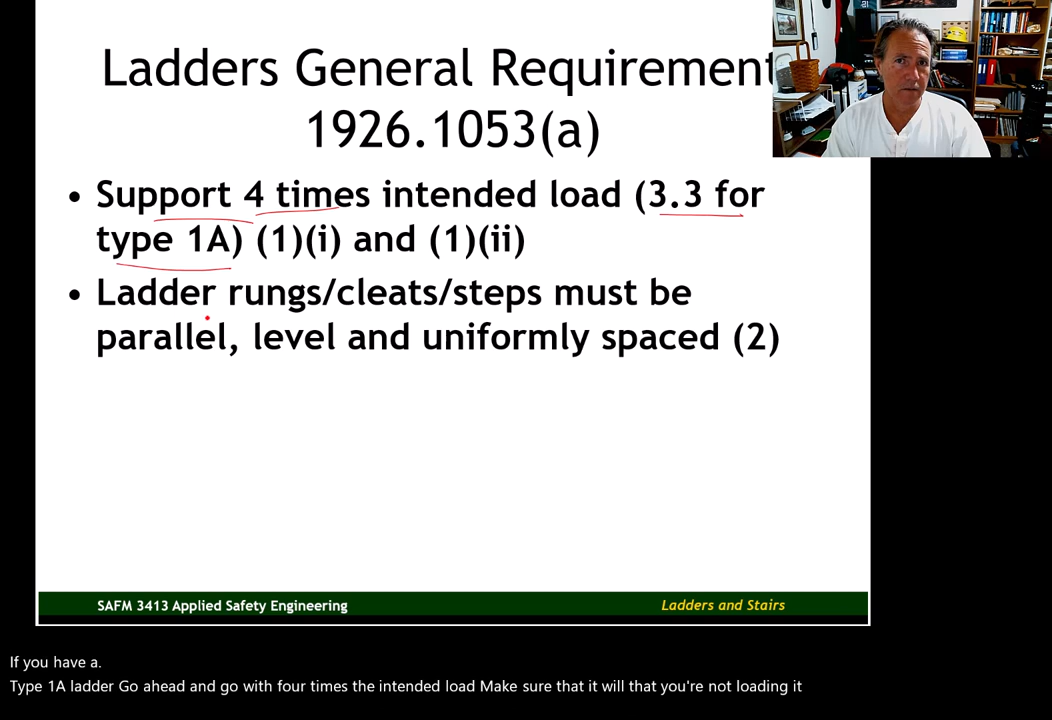 Ladders General Requirement
1926.1053(a)
• Support 4 times intended load (3.3 for
type 1A) (1)(i) and (1)(ii)
• Ladder rungs/cleats/steps must be
parallel, level and uniformly spaced (2)
SAFM 3413 Applied Safety Engineering
Ladders and Stairs
If you have a.
Type 1A ladder Go ahead and go with four times the intended load Make sure that it will that you're not loading it